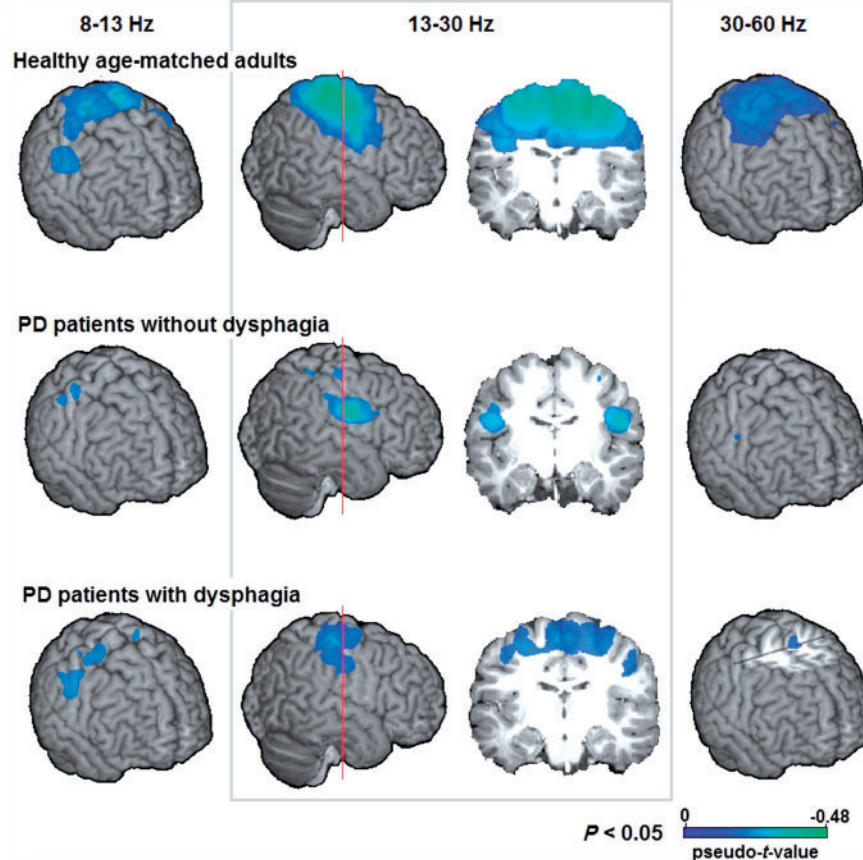 8-13 Hz 13-30 Hz 30-60 Hz
Healthy age-matched adults
PD patients without dysphagia
PD patients with dysphagia
0 -0.48
P < 0.05
pseudo-t-value